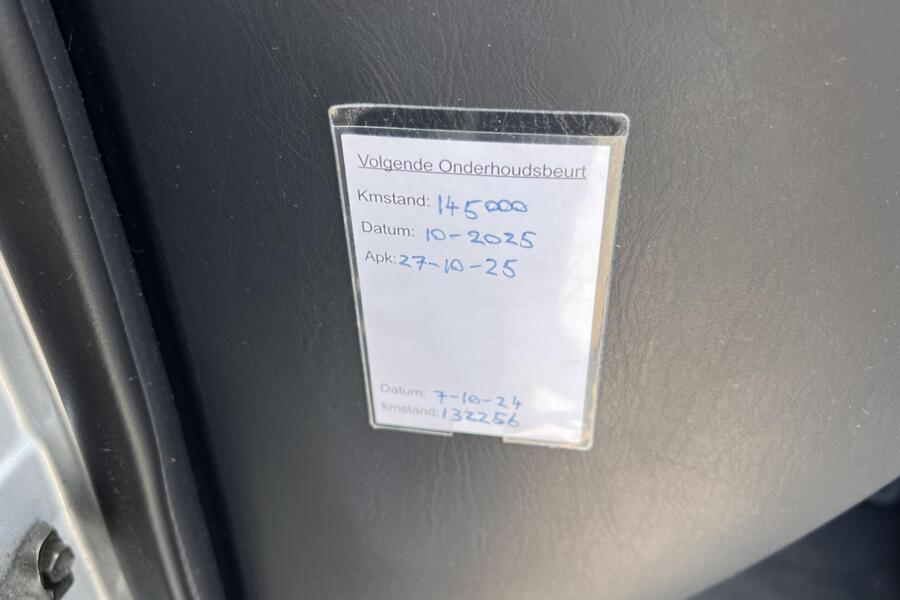 Volgende Onderhoudsbeurt
Kmstand: 145000
Datum: 10-2025
Apk: 27-10-25
Datum: 7-10-24
kmstand: 132256